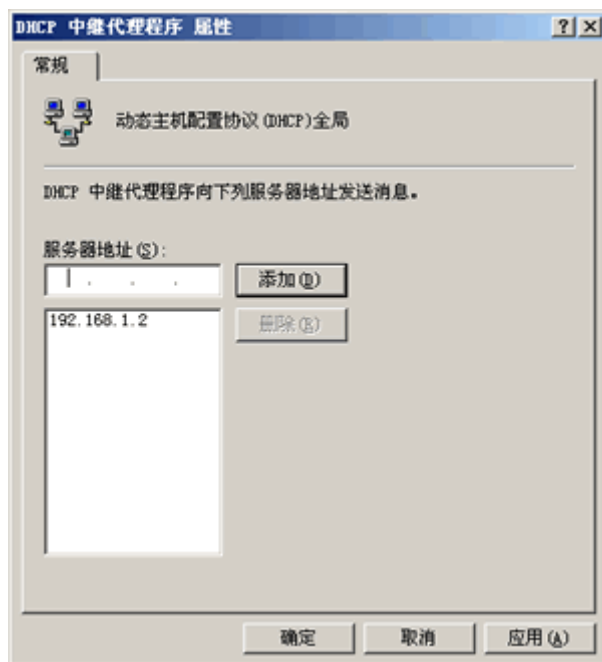 DHCP 中继代理程序 属性
常规
动态主机配置协议(DHCP)全局
DHCP 中继代理程序向下列服务器地址发送消息。
服务器地址(S):
添加(D)
192.168.1.2
删除(R)
确定
取消
应用(A)